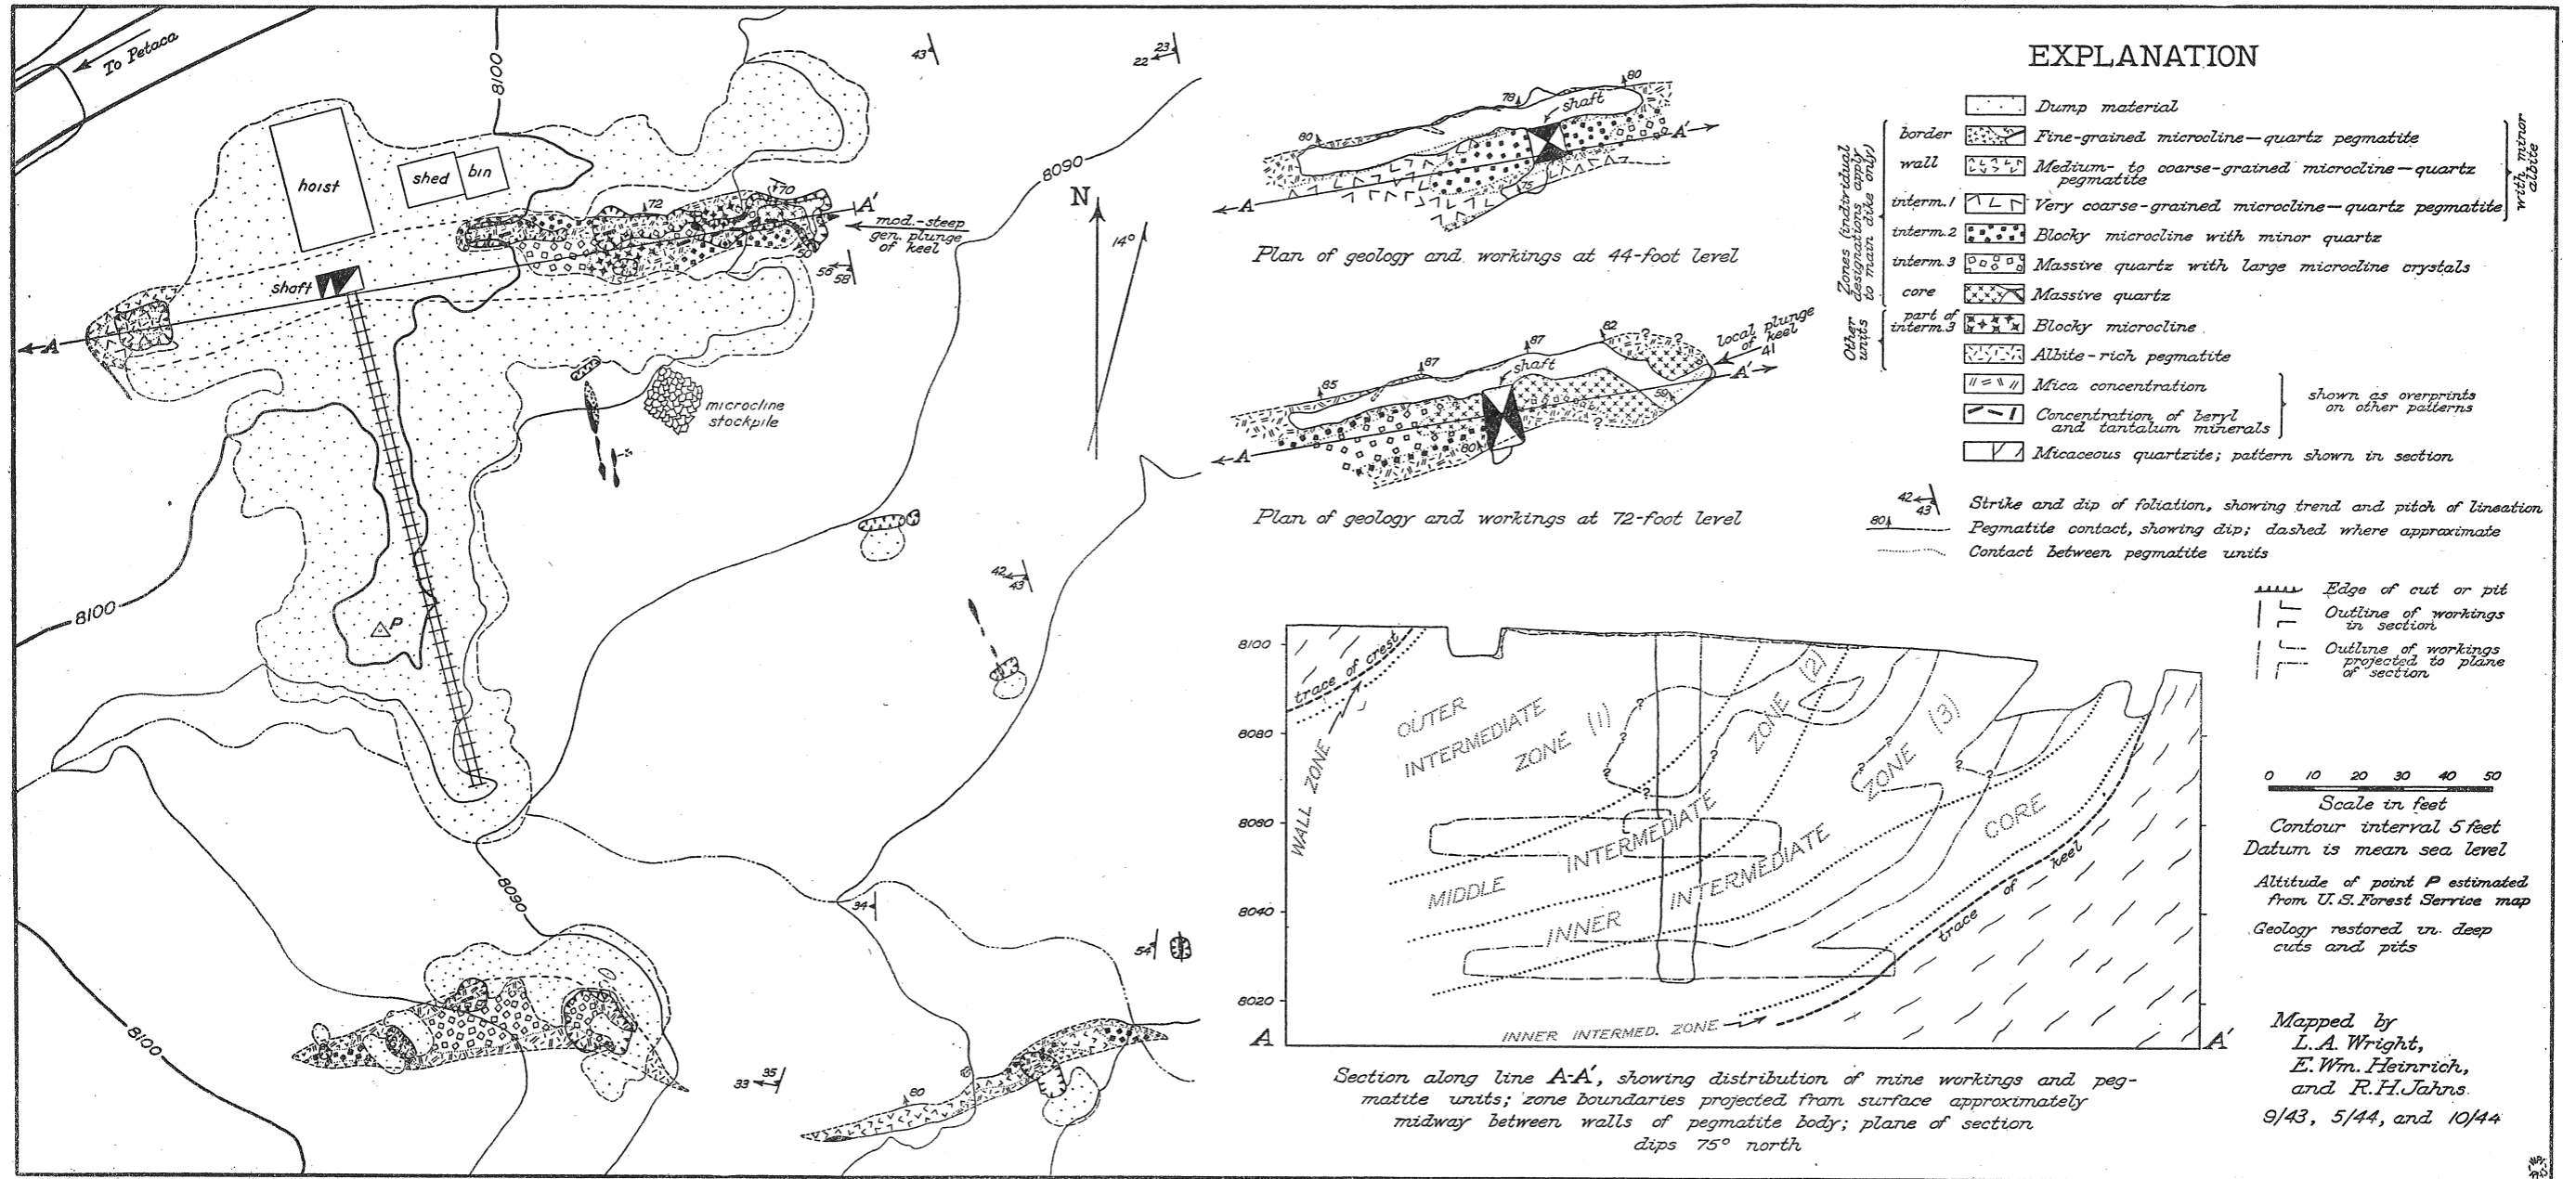 To Petaca
8100
43
23
22
8090
hoist
shed
bin
70
72
A'
mod.-steep
gen. plunge
of keel
50
56
58
shaft
A
N
14°
microcline
stockpile
8100
P
42
43
8090
34
54
8100
33
35
80
80
78
80
shaft
A'
75
A
Plan of geology and workings at 44-foot level
85
87
87
82
?
?
local plunge
of keel
41
shaft
A'
59
?
80
A
Plan of geology and workings at 72-foot level
EXPLANATION
Dump material
border
Fine-grained microcline—quartz pegmatite
wall
Medium- to coarse-grained microcline—quartz
pegmatite
interm.1
Very coarse-grained microcline—quartz pegmatite
with minor
albite
interm.2
Blocky microcline with minor quartz
interm.3
Massive quartz with large microcline crystals
core
Massive quartz
Zones (individual
designations apply
to main dike only)
part of
interm.3
Blocky microcline
Albite-rich pegmatite
Other
units
Mica concentration
Concentration of beryl
and tantalum minerals
shown as overprints
on other patterns
Micaceous quartzite; pattern shown in section
42
43
Strike and dip of foliation, showing trend and pitch of lineation
80
Pegmatite contact, showing dip; dashed where approximate
Contact between pegmatite units
Edge of cut or pit
Outline of workings
in section
Outline of workings
projected to plane
of section
8100
8080
8060
8040
8020
trace of crest
WALL ZONE
OUTER
INTERMEDIATE
ZONE (1)
MIDDLE INTERMEDIATE ZONE (2)
INNER INTERMEDIATE ZONE (3)
CORE
trace of keel
?
?
?
?
?
?
?
?
?
INNER INTERMED. ZONE
A
A'
Section along line A-A', showing distribution of mine workings and peg-
matite units; zone boundaries projected from surface approximately
midway between walls of pegmatite body; plane of section
dips 75° north
0 10 20 30 40 50
Scale in feet
Contour interval 5 feet
Datum is mean sea level
Altitude of point P estimated
from U.S. Forest Service map
Geology restored in deep
cuts and pits
Mapped by
L.A. Wright,
E. Wm. Heinrich,
and R.H. Jahns
9/43, 5/44, and 10/44